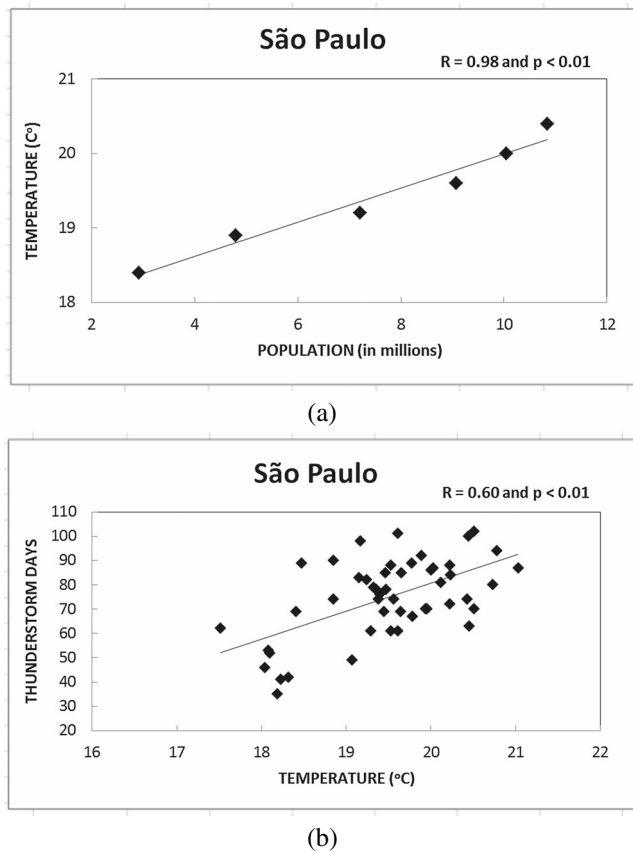 São Paulo
R = 0.98 and p < 0.01
TEMPERATURE (Cº)
21
20
19
18
2 4 6 8 10 12
POPULATION (in millions)
(a)
São Paulo
R = 0.60 and p < 0.01
THUNDERSTORM DAYS
110
100
90
80
70
60
50
40
30
20
16 17 18 19 20 21 22
TEMPERATURE (ºC)
(b)